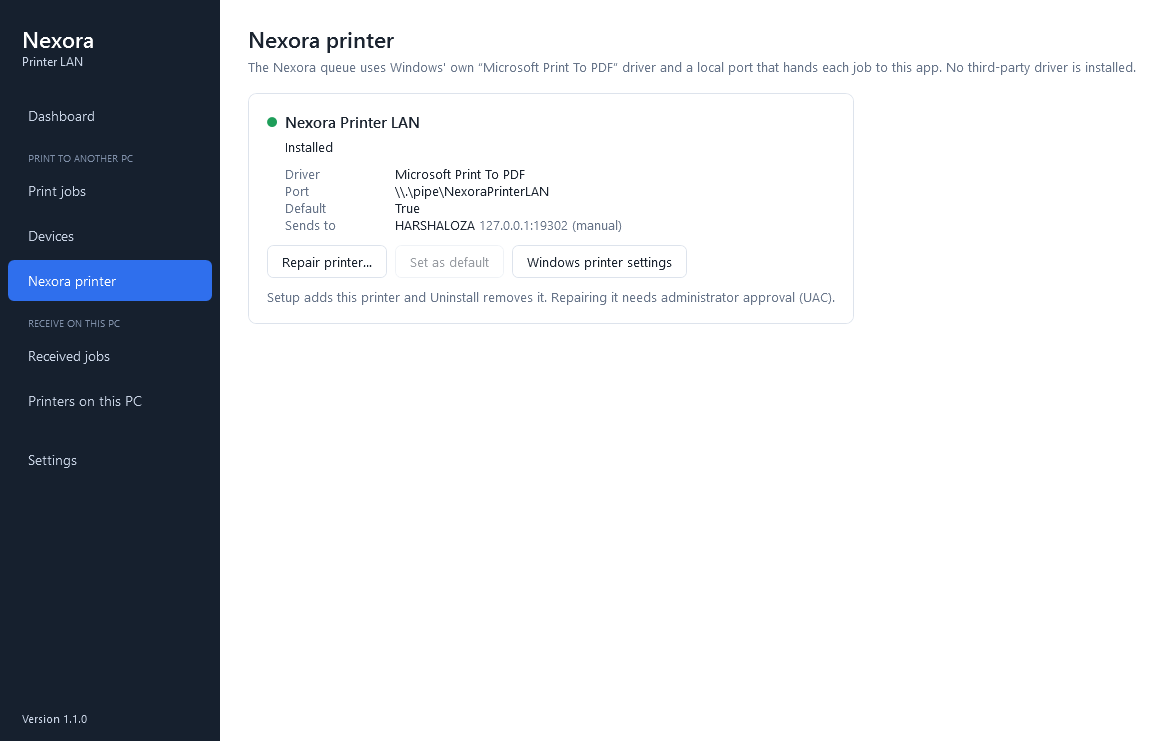 Nexora
Printer LAN
Dashboard
PRINT TO ANOTHER PC
Print jobs
Devices
Nexora printer
RECEIVE ON THIS PC
Received jobs
Printers on this PC
Settings
Version 1.1.0
Nexora printer
The Nexora queue uses Windows' own “Microsoft Print To PDF” driver and a local port that hands each job to this app. No third-party driver is installed.
Nexora Printer LAN
Installed
Driver Microsoft Print To PDF
Port \\.\pipe\NexoraPrinterLAN
Default True
Sends to HARSHALOZA 127.0.0.1:19302 (manual)
Repair printer... Set as default Windows printer settings
Setup adds this printer and Uninstall removes it. Repairing it needs administrator approval (UAC).